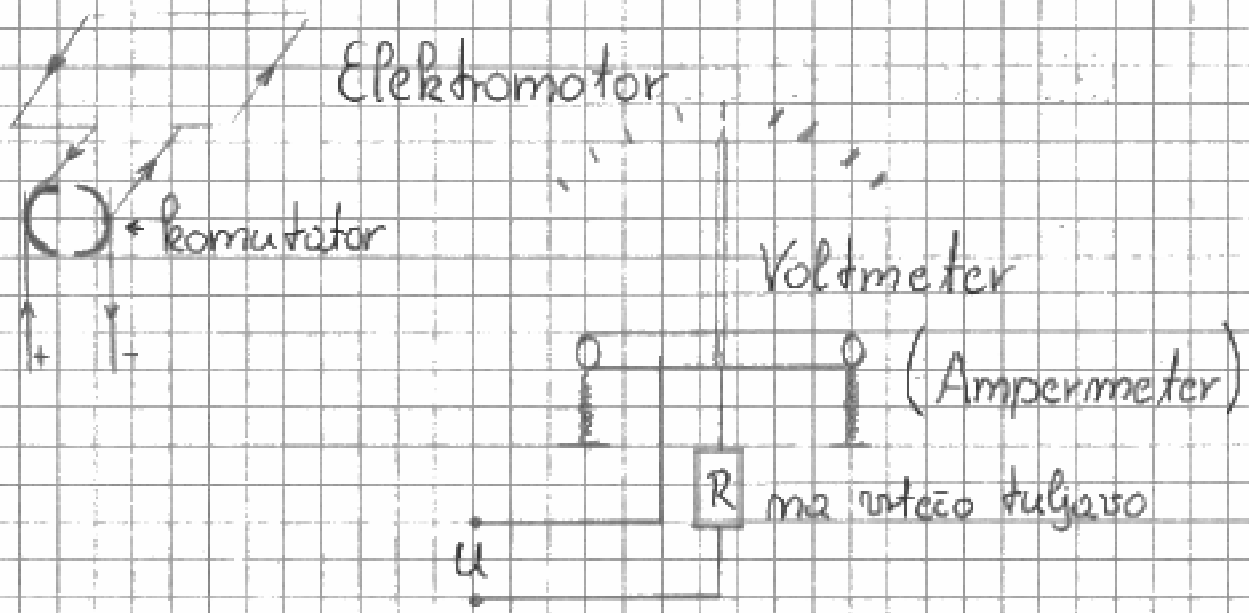 Elektromotor
komutator
+ -
Voltmeter
(Ampermeter)
R na vrtečo tuljavo
U